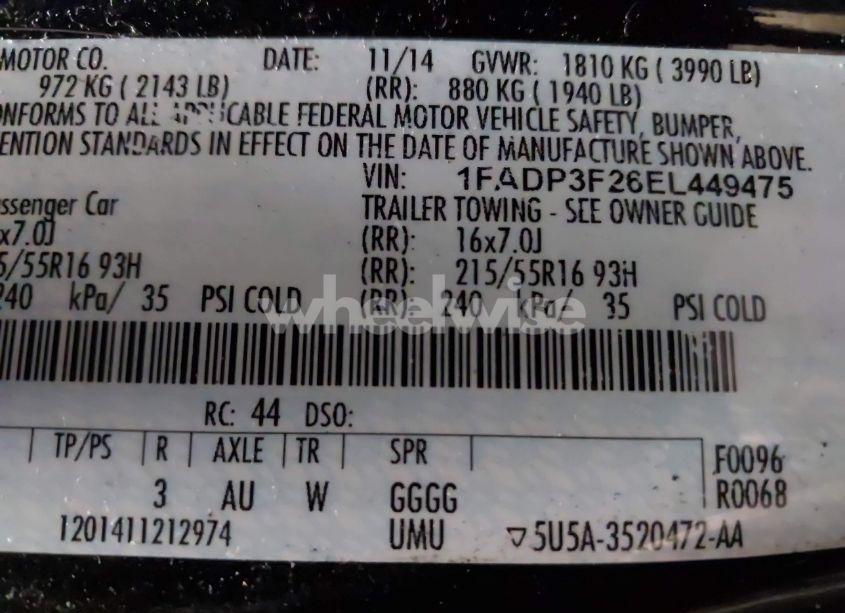 MOTOR CO. DATE: 11/14 GVWR: 1810 KG ( 3990 LB)
972 KG ( 2143 LB) (RR): 880 KG ( 1940 LB)
ONFORMS TO ALL APPLICABLE FEDERAL MOTOR VEHICLE SAFETY, BUMPER,
ENTION STANDARDS IN EFFECT ON THE DATE OF MANUFACTURE SHOWN ABOVE.
VIN: 1FADP3F26EL449475
ssenger Car TRAILER TOWING - SEE OWNER GUIDE
x7.0J (RR): 16x7.0J
5/55R16 93H (RR): 215/55R16 93H
240 kPa/ 35 PSI COLD (RR) 240 kPa/ 35 PSI COLD
wheelwise
RC: 44 DSO:
TP/PS R AXLE TR SPR F0096
3 AU W GGGG R0068
1201411212974 UMU ▽5U5A-3520472-AA